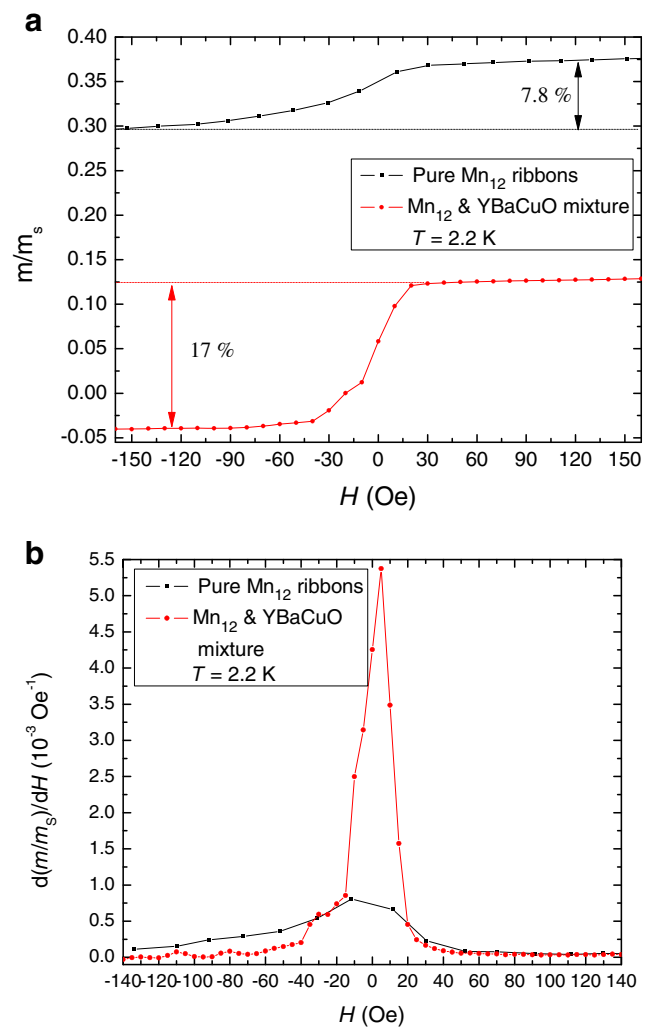 a
0.40
0.35
0.30
0.25
0.20
0.15
0.10
0.05
0.00
-0.05
m/mₛ
7.8 %
Pure Mn₁₂ ribbons
Mn₁₂ & YBaCuO mixture
T = 2.2 K
17 %
-150 -120 -90 -60 -30 0 30 60 90 120 150
H (Oe)
b
5.5
5.0
4.5
4.0
3.5
3.0
2.5
2.0
1.5
1.0
0.5
0.0
d(m/mₛ)/dH (10⁻³ Oe⁻¹)
Pure Mn₁₂ ribbons
Mn₁₂ & YBaCuO
mixture
T = 2.2 K
-140 -120 -100 -80 -60 -40 -20 0 20 40 60 80 100 120 140
H (Oe)